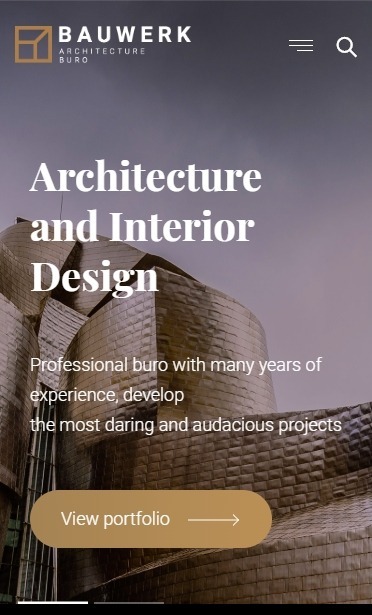 BAUWERK
ARCHITECTURE
BURO
Architecture
and Interior
Design
Professional buro with many years of
experience, develop
the most daring and audacious projects
View portfolio